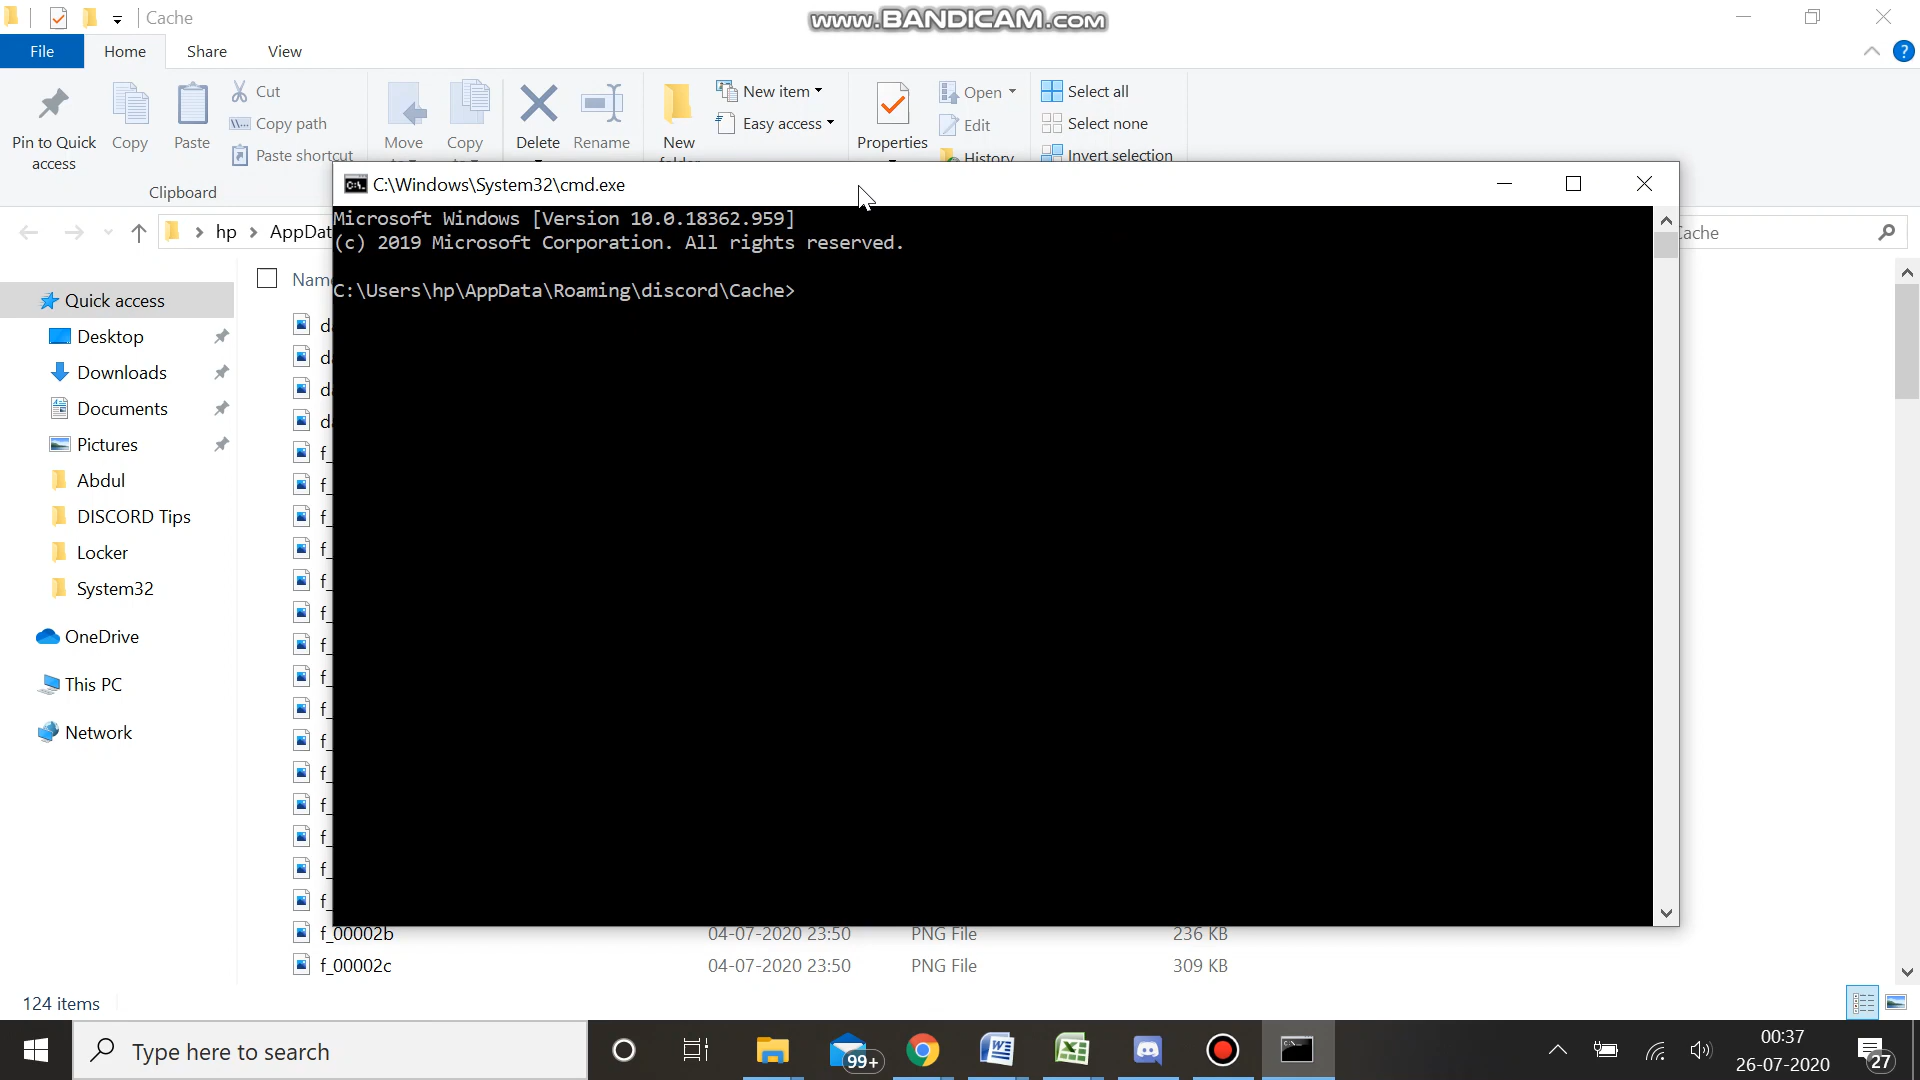 Cache
www.BANDICAM.com
File Home Share View
Pin to Quick access
Copy
Paste
Cut
Copy path
Paste shortcut
Clipboard
Move
Copy
Delete
Rename
New
New item
Easy access
Properties
Open
Edit
History
Select all
Select none
Invert selection
hp > AppDat
Cache
C:\Windows\System32\cmd.exe
Microsoft Windows [Version 10.0.18362.959]
(c) 2019 Microsoft Corporation. All rights reserved.
C:\Users\hp\AppData\Roaming\discord\Cache>
Nam
Quick access
Desktop
Downloads
Documents
Pictures
Abdul
DISCORD Tips
Locker
System32
OneDrive
This PC
Network
f_00002b 04-07-2020 23:50 PNG File 236 KB
f_00002c 04-07-2020 23:50 PNG File 309 KB
124 items
Type here to search
99+
00:37
26-07-2020
27